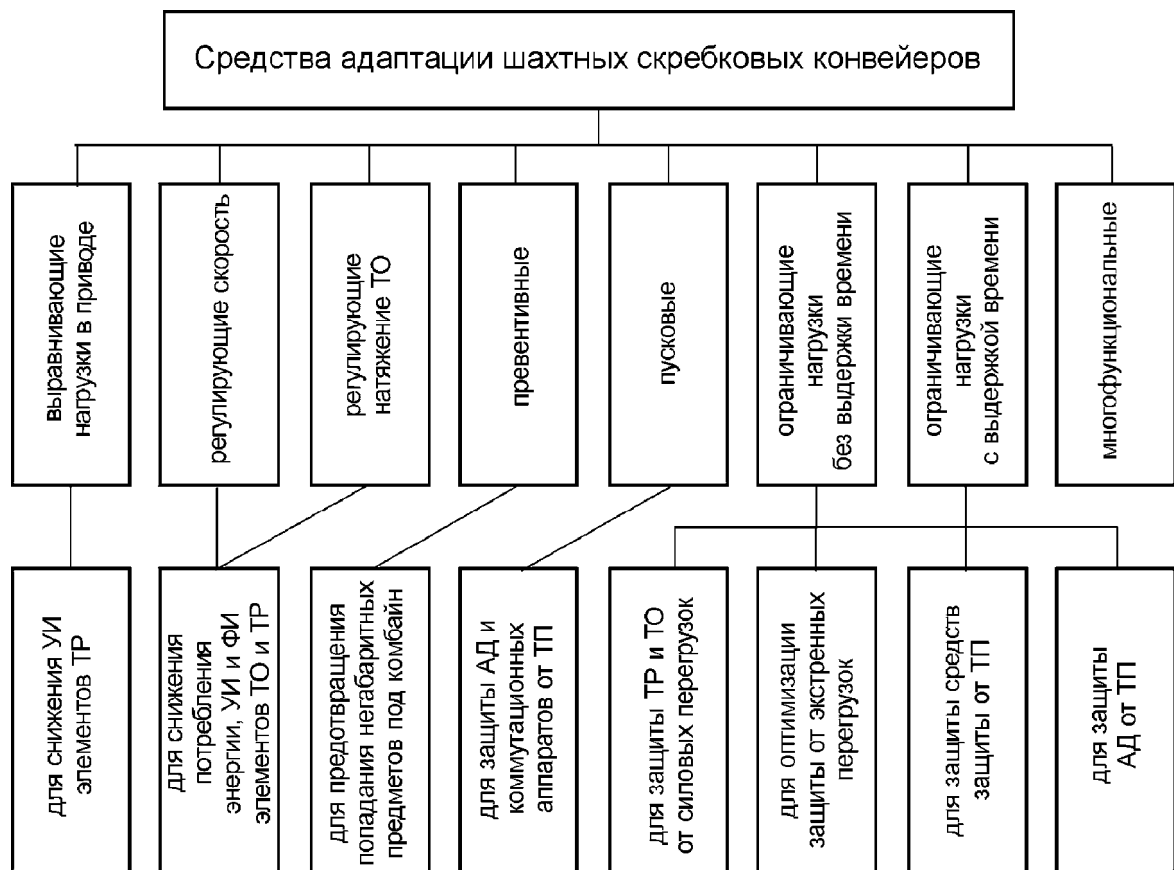 Средства адаптации шахтных скребковых конвейеров
выравнивающие
нагрузки в приводе
регулирующие скорость
регулирующие
натяжение ТО
превентивные
пусковые
ограничивающие
нагрузки
без выдержки времени
ограничивающие
нагрузки
с выдержкой времени
многофункциональные
для снижения УИ
элементов ТР
для снижения
потребления
энергии, УИ и ФИ
элементов ТО и ТР
для предотвращения
попадания негабаритных
предметов под комбайн
для защиты АД и
коммутационных
аппаратов от ТП
для защиты ТР и ТО
от силовых перегрузок
для оптимизации
защиты от экстренных
перегрузок
для защиты средств
защиты от ТП
для защиты
АД от ТП